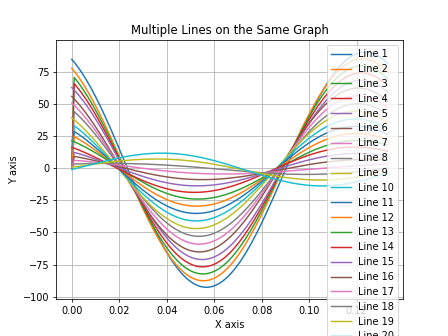 Multiple Lines on the Same Graph
Y axis
75
50
25
0
−25
−50
−75
−100
0.00
0.02
0.04
0.06
0.08
0.10
X axis
Line 1
Line 2
Line 3
Line 4
Line 5
Line 6
Line 7
Line 8
Line 9
Line 10
Line 11
Line 12
Line 13
Line 14
Line 15
Line 16
Line 17
Line 18
Line 19
Line 20